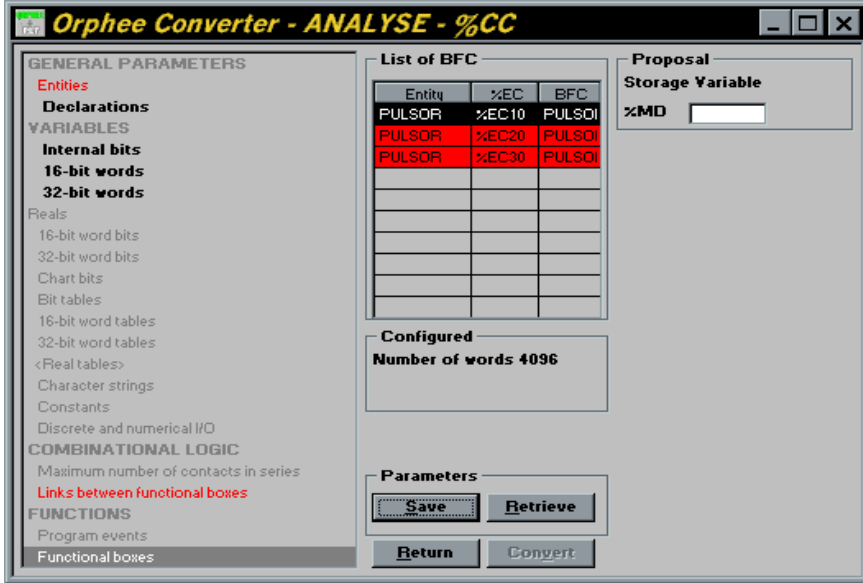 Orphee Converter - ANALYSE - %CC
GENERAL PARAMETERS
Entities
Declarations
VARIABLES
Internal bits
16-bit words
32-bit words
Reals
16-bit word bits
32-bit word bits
Chart bits
Bit tables
16-bit word tables
32-bit word tables
<Real tables>
Character strings
Constants
Discrete and numerical I/O
COMBINATIONAL LOGIC
Maximum number of contacts in series
Links between functional boxes
FUNCTIONS
Program events
Functional boxes
List of BFC
Entity %EC BFC
PULSOR %EC10 PULSOI
PULSOR %EC20 PULSOI
PULSOR %EC30 PULSOI
Configured
Number of words 4096
Parameters
Save Retrieve
Return Convert
Proposal
Storage Variable
%MD